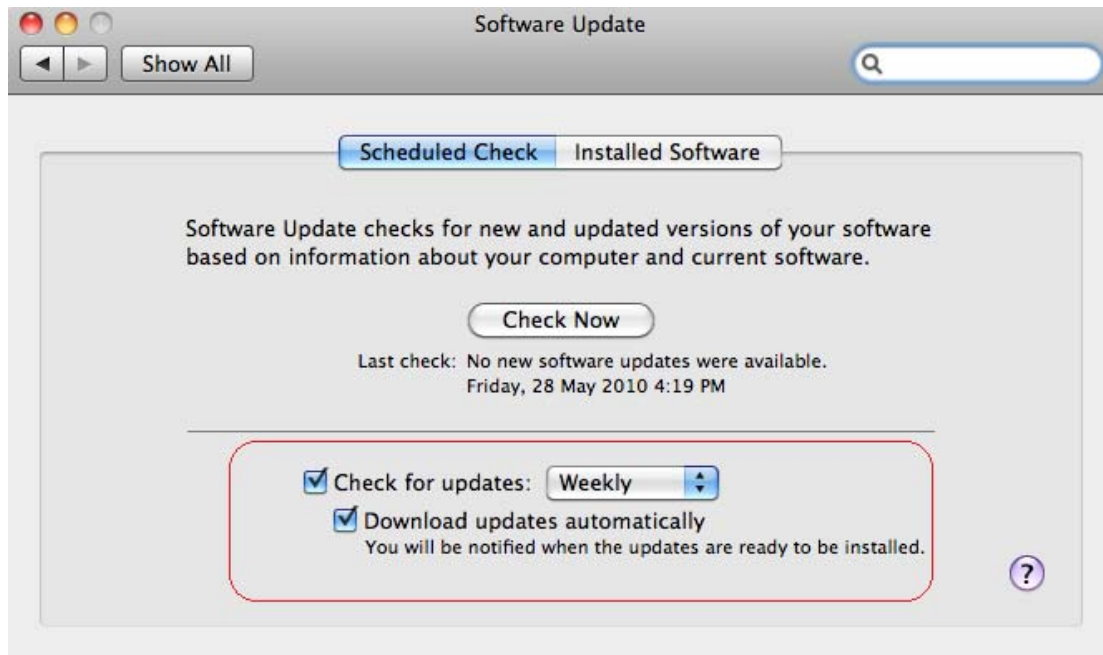 Software Update
Show All
Scheduled Check Installed Software
Software Update checks for new and updated versions of your software
based on information about your computer and current software.
Check Now
Last check: No new software updates were available.
Friday, 28 May 2010 4:19 PM
Check for updates: Weekly
Download updates automatically
You will be notified when the updates are ready to be installed.
?